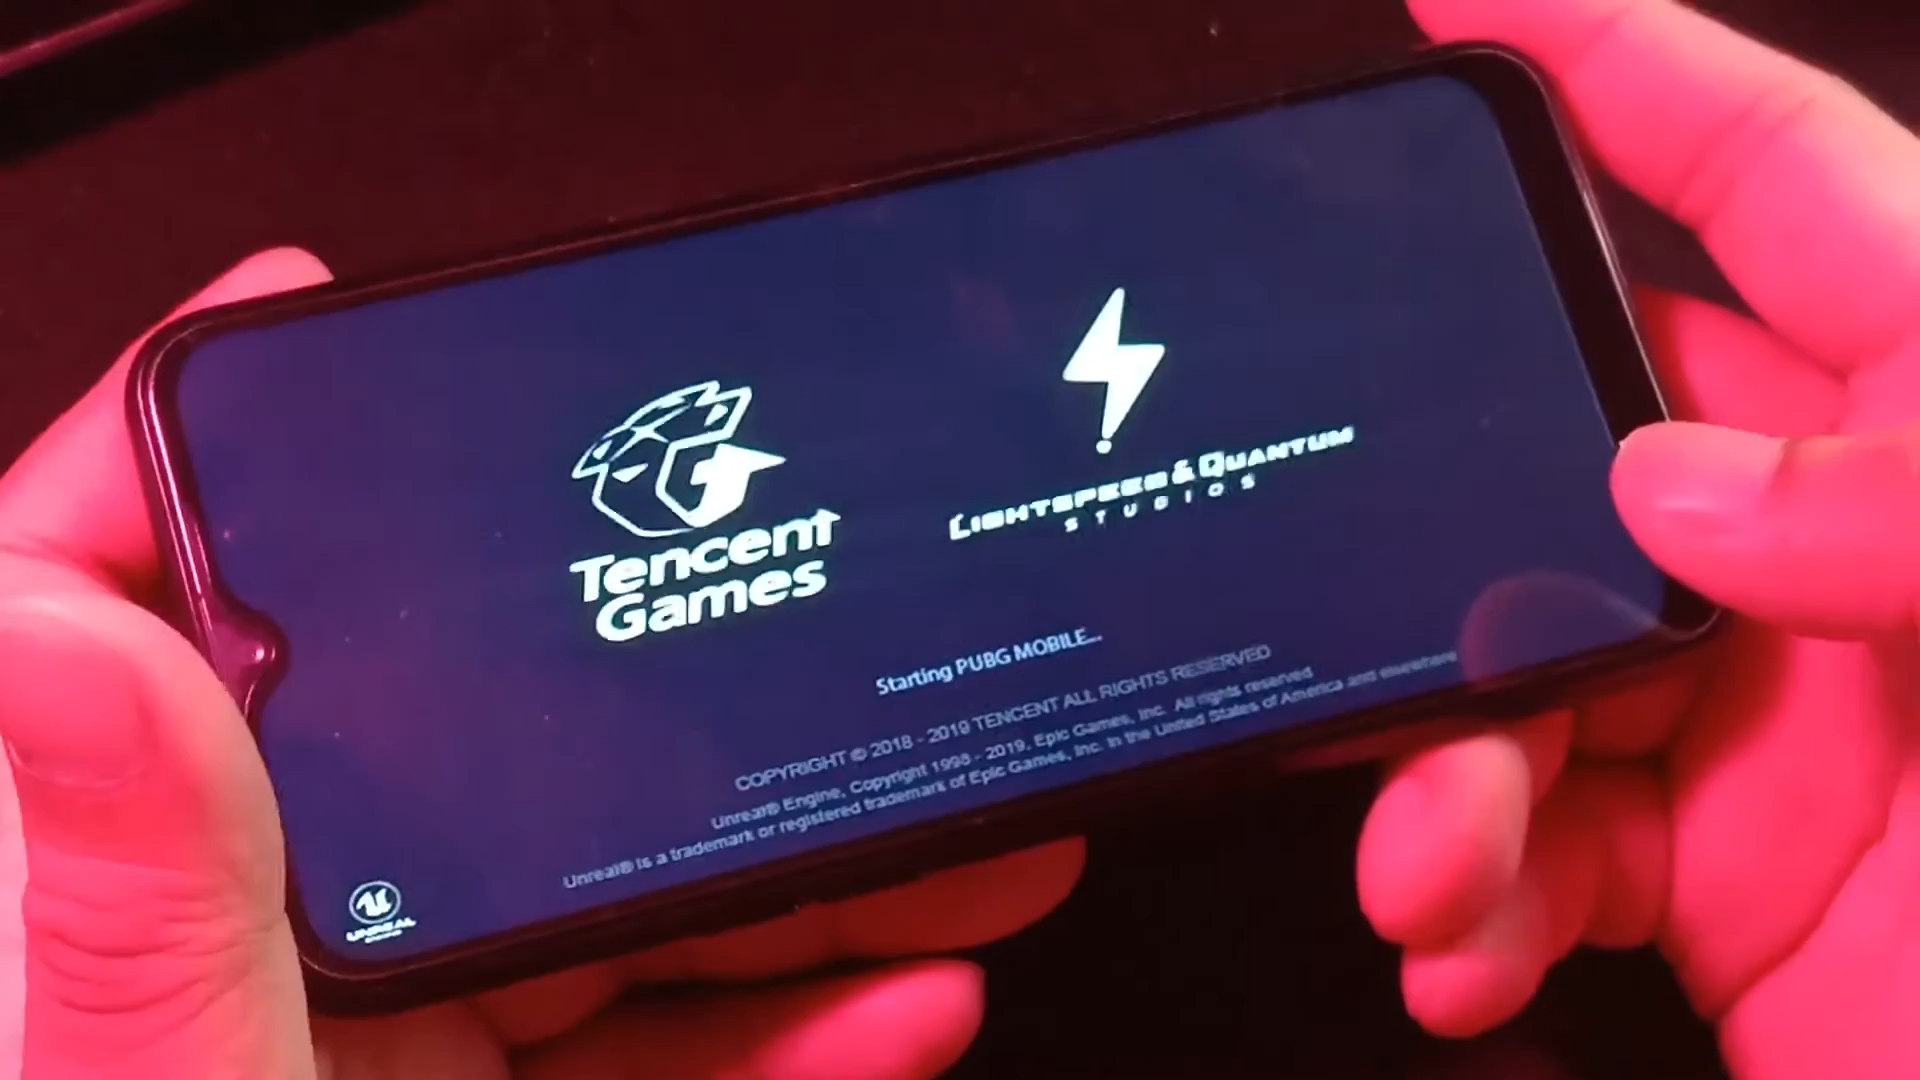 Tencent
Games
LIGHTSPEED & QUANTUM
STUDIOS
Starting PUBG MOBILE...
COPYRIGHT © 2018 - 2019 TENCENT ALL RIGHTS RESERVED
Unreal® Engine, Copyright 1998 - 2019, Epic Games, Inc. All rights reserved
Unreal® is a trademark or registered trademark of Epic Games, Inc. in the United States of America and elsewhere
UNREAL
ENGINE